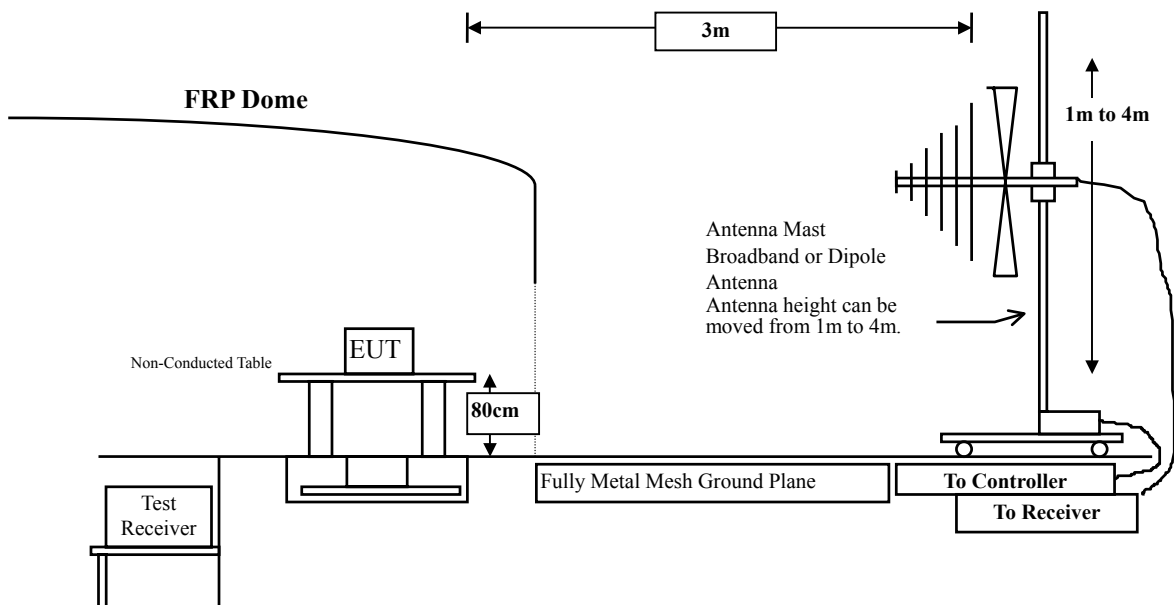 3m
FRP Dome
1m to 4m
Antenna Mast
Broadband or Dipole
Antenna
Antenna height can be
moved from 1m to 4m.
EUT
Non-Conducted Table
80cm
Fully Metal Mesh Ground Plane
To Controller
To Receiver
Test
Receiver